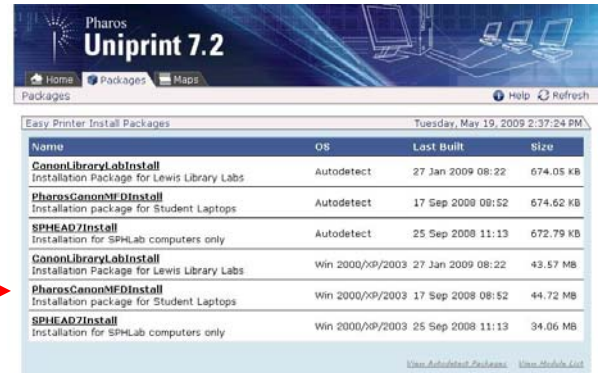 Pharos
Uniprint 7.2
Home Packages Maps
Packages Help Refresh
Easy Printer Install Packages Tuesday, May 19, 2009 2:37:24 PM
Name OS Last Built Size
CanonLibraryLabInstall
Installation Package for Lewis Library Labs Autodetect 27 Jan 2009 08:22 674.05 KB
PharosCanonMFDInstall
Installation package for Student Laptops Autodetect 17 Sep 2008 08:52 674.62 KB
SPHEAD7Install
Installation for SPHLab computers only Autodetect 25 Sep 2008 11:13 672.79 KB
CanonLibraryLabInstall
Installation Package for Lewis Library Labs Win 2000/XP/2003 27 Jan 2009 08:22 43.57 MB
PharosCanonMFDInstall
Installation package for Student Laptops Win 2000/XP/2003 17 Sep 2008 08:52 44.72 MB
SPHEAD7Install
Installation for SPHLab computers only Win 2000/XP/2003 25 Sep 2008 11:13 34.06 MB
View Autodetect Packages View Module List